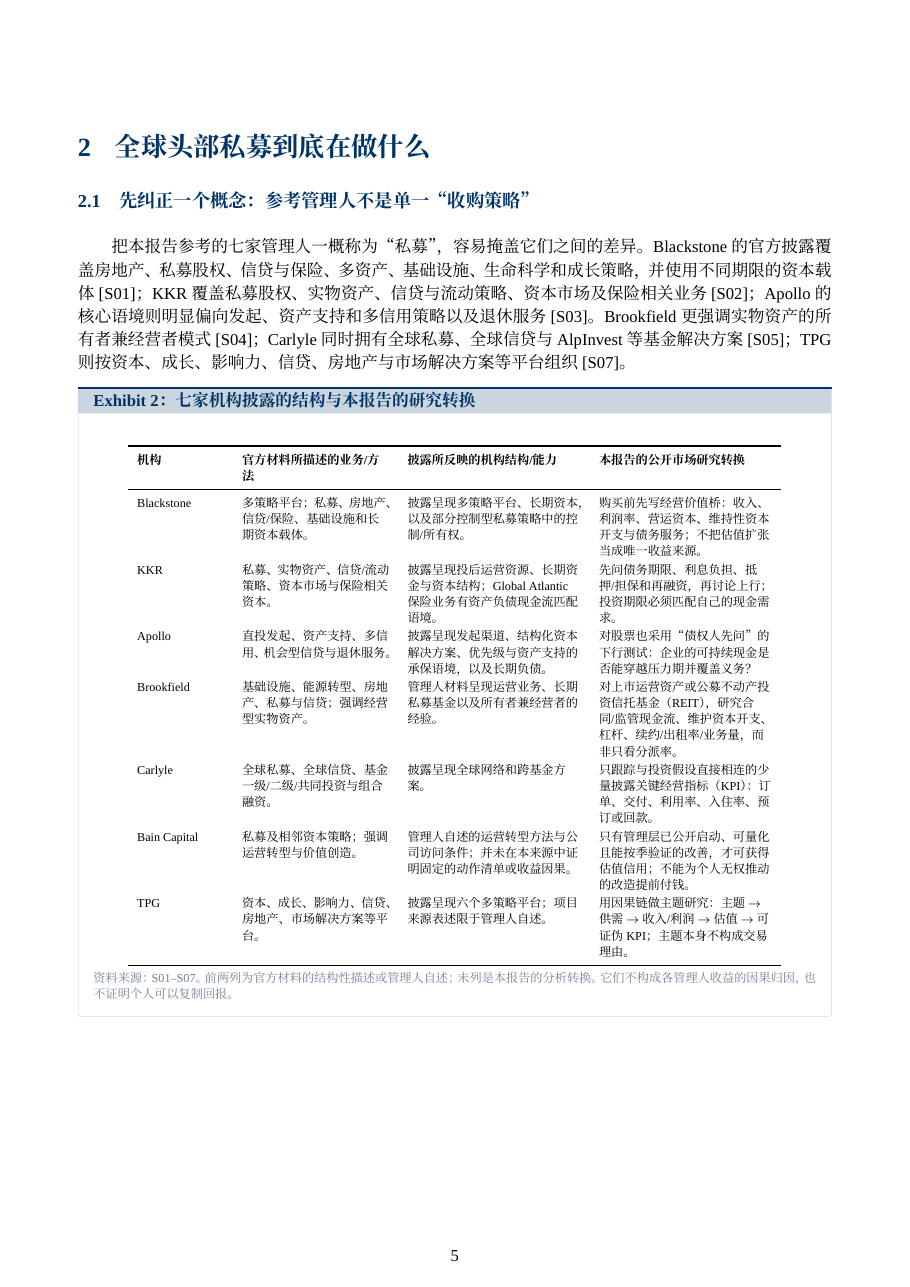 2 全球头部私募到底在做什么
2.1 先纠正一个概念：参考管理人不是单一“收购策略”
把本报告参考的七家管理人一概称为“私募”，容易掩盖它们之间的差异。Blackstone 的官方披露覆
盖房地产、私募股权、信贷与保险、多资产、基础设施、生命科学和成长策略，并使用不同期限的资本载
体 [S01]；KKR 覆盖私募股权、实物资产、信贷与流动策略、资本市场及保险相关业务 [S02]；Apollo 的
核心语境则明显偏向发起、资产支持和多信用策略以及退休服务 [S03]。Brookfield 更强调实物资产的所
有者兼经营者模式 [S04]；Carlyle 同时拥有全球私募、全球信贷与 AlpInvest 等基金解决方案 [S05]；TPG
则按资本、成长、影响力、信贷、房地产与市场解决方案等平台组织 [S07]。
Exhibit 2：七家机构披露的结构与本报告的研究转换
机构
官方材料所描述的业务/方
法
披露所反映的机构结构/能力
本报告的公开市场研究转换
Blackstone
多策略平台；私募、房地产、
信贷/保险、基础设施和长
期资本载体。
披露呈现多策略平台、长期资本，
以及部分控制型私募策略中的控
制/所有权。
购买前先写经营价值桥：收入、
利润率、营运资本、维持性资本
开支与债务服务；不把估值扩张
当成唯一收益来源。
KKR
私募、实物资产、信贷/流动
策略、资本市场与保险相关
资本。
披露呈现投后运营资源、长期资
金与资本结构；Global Atlantic
保险业务有资产负债现金流匹配
语境。
先问债务期限、利息负担、抵
押/担保和再融资，再讨论上行；
投资期限必须匹配自己的现金需
求。
Apollo
直投发起、资产支持、多信
用、机会型信贷与退休服务。
披露呈现发起渠道、结构化资本
解决方案、优先级与资产支持的
承保语境，以及长期负债。
对股票也采用“债权人先问”的
下行测试：企业的可持续现金是
否能穿越压力期并覆盖义务？
Brookfield
基础设施、能源转型、房地
产、私募与信贷；强调经营
型实物资产。
管理人材料呈现运营业务、长期
私募基金以及所有者兼经营者的
经验。
对上市运营资产或公募不动产投
资信托基金（REIT），研究合
同/监管现金流、维护资本开支、
杠杆、续约/出租率/业务量，而
非只看分派率。
Carlyle
全球私募、全球信贷、基金
一级/二级/共同投资与组合
融资。
披露呈现全球网络和跨基金方
案。
只跟踪与投资假设直接相连的少
量披露关键经营指标（KPI）：订
单、交付、利用率、入住率、预
订或回款。
Bain Capital
私募及相邻资本策略；强调
运营转型与价值创造。
管理人自述的运营转型方法与公
司访问条件；并未在本来源中证
明固定的动作清单或收益因果。
只有管理层已公开启动、可量化
且能按季验证的改善，才可获得
估值信用；不能为个人无权推动
的改造提前付钱。
TPG
资本、成长、影响力、信贷、
房地产、市场解决方案等平
台。
披露呈现六个多策略平台；项目
来源表述限于管理人自述。
用因果链做主题研究：主题 →
供需 → 收入/利润 → 估值 → 可
证伪 KPI；主题本身不构成交易
理由。
资料来源：S01–S07。前两列为官方材料的结构性描述或管理人自述；末列是本报告的分析转换。它们不构成各管理人收益的因果归因，也
不证明个人可以复制回报。
5